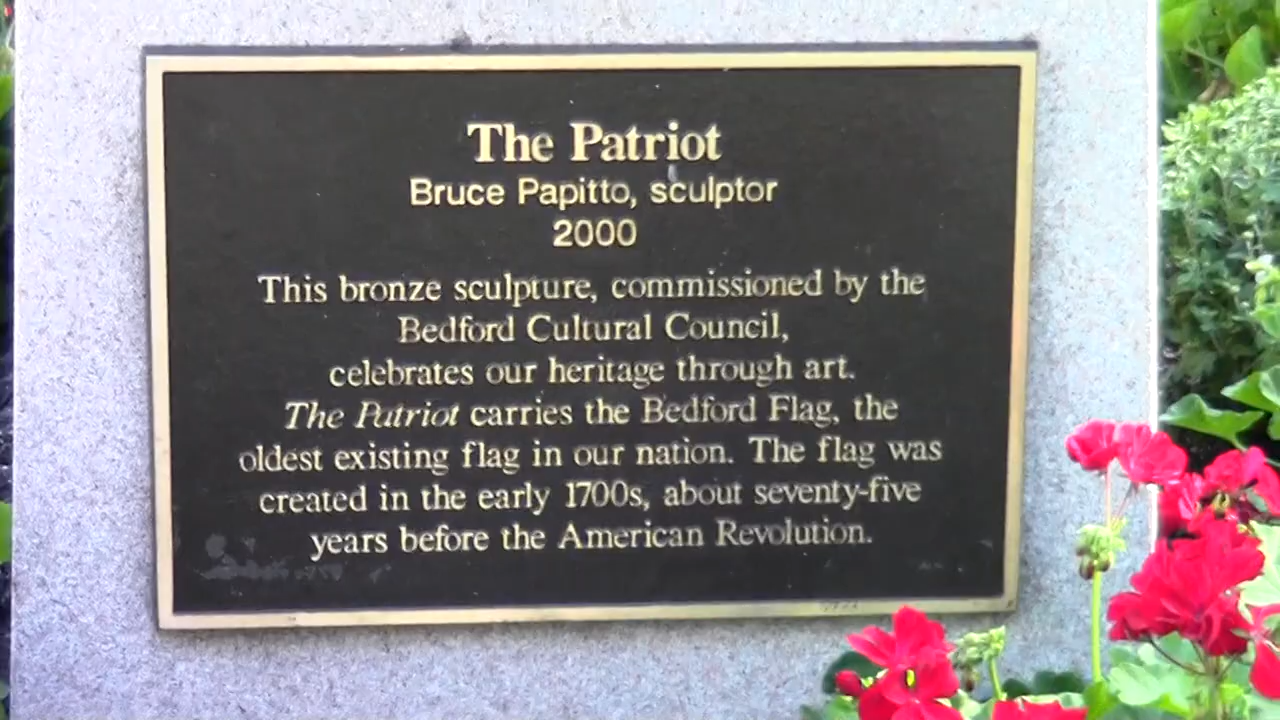 The Patriot
Bruce Papitto, sculptor
2000
This bronze sculpture, commissioned by the
Bedford Cultural Council,
celebrates our heritage through art.
The Patriot carries the Bedford Flag, the
oldest existing flag in our nation. The flag was
created in the early 1700s, about seventy-five
years before the American Revolution.